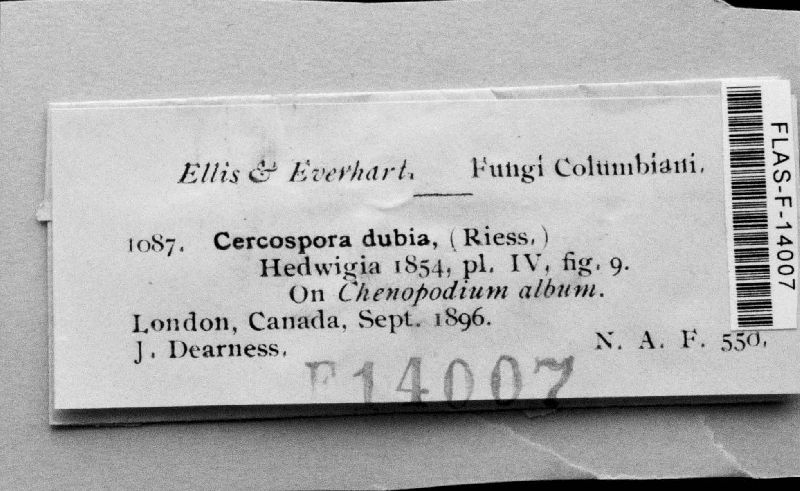 Ellis & Everhart. Fungi Columbiani.
1087. Cercospora dubia, (Riess.)
Hedwigia 1854, pl. IV, fig. 9.
On Chenopodium album.
London, Canada, Sept. 1896.
J. Dearness.
N. A. F. 550.
F14007
FLAS-F-14007